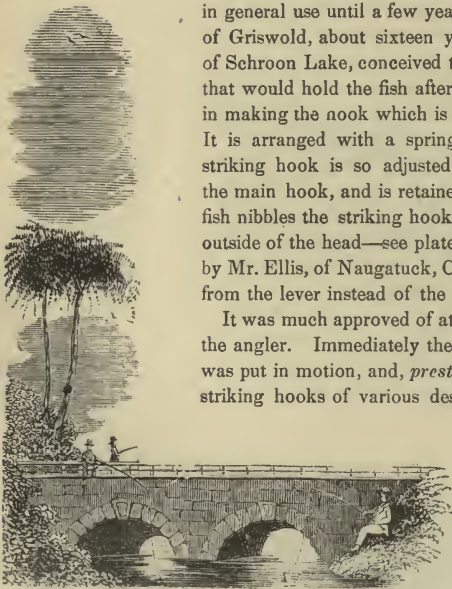 in general use until a few yea
of Griswold, about sixteen y
of Schroon Lake, conceived t
that would hold the fish after
in making the nook which is
It is arranged with a spring
striking hook is so adjusted
the main hook, and is retaine
fish nibbles the striking hook
outside of the head—see plate
by Mr. Ellis, of Naugatuck, C
from the lever instead of the
It was much approved of at
the angler. Immediately the
was put in motion, and, prest
striking hooks of various des